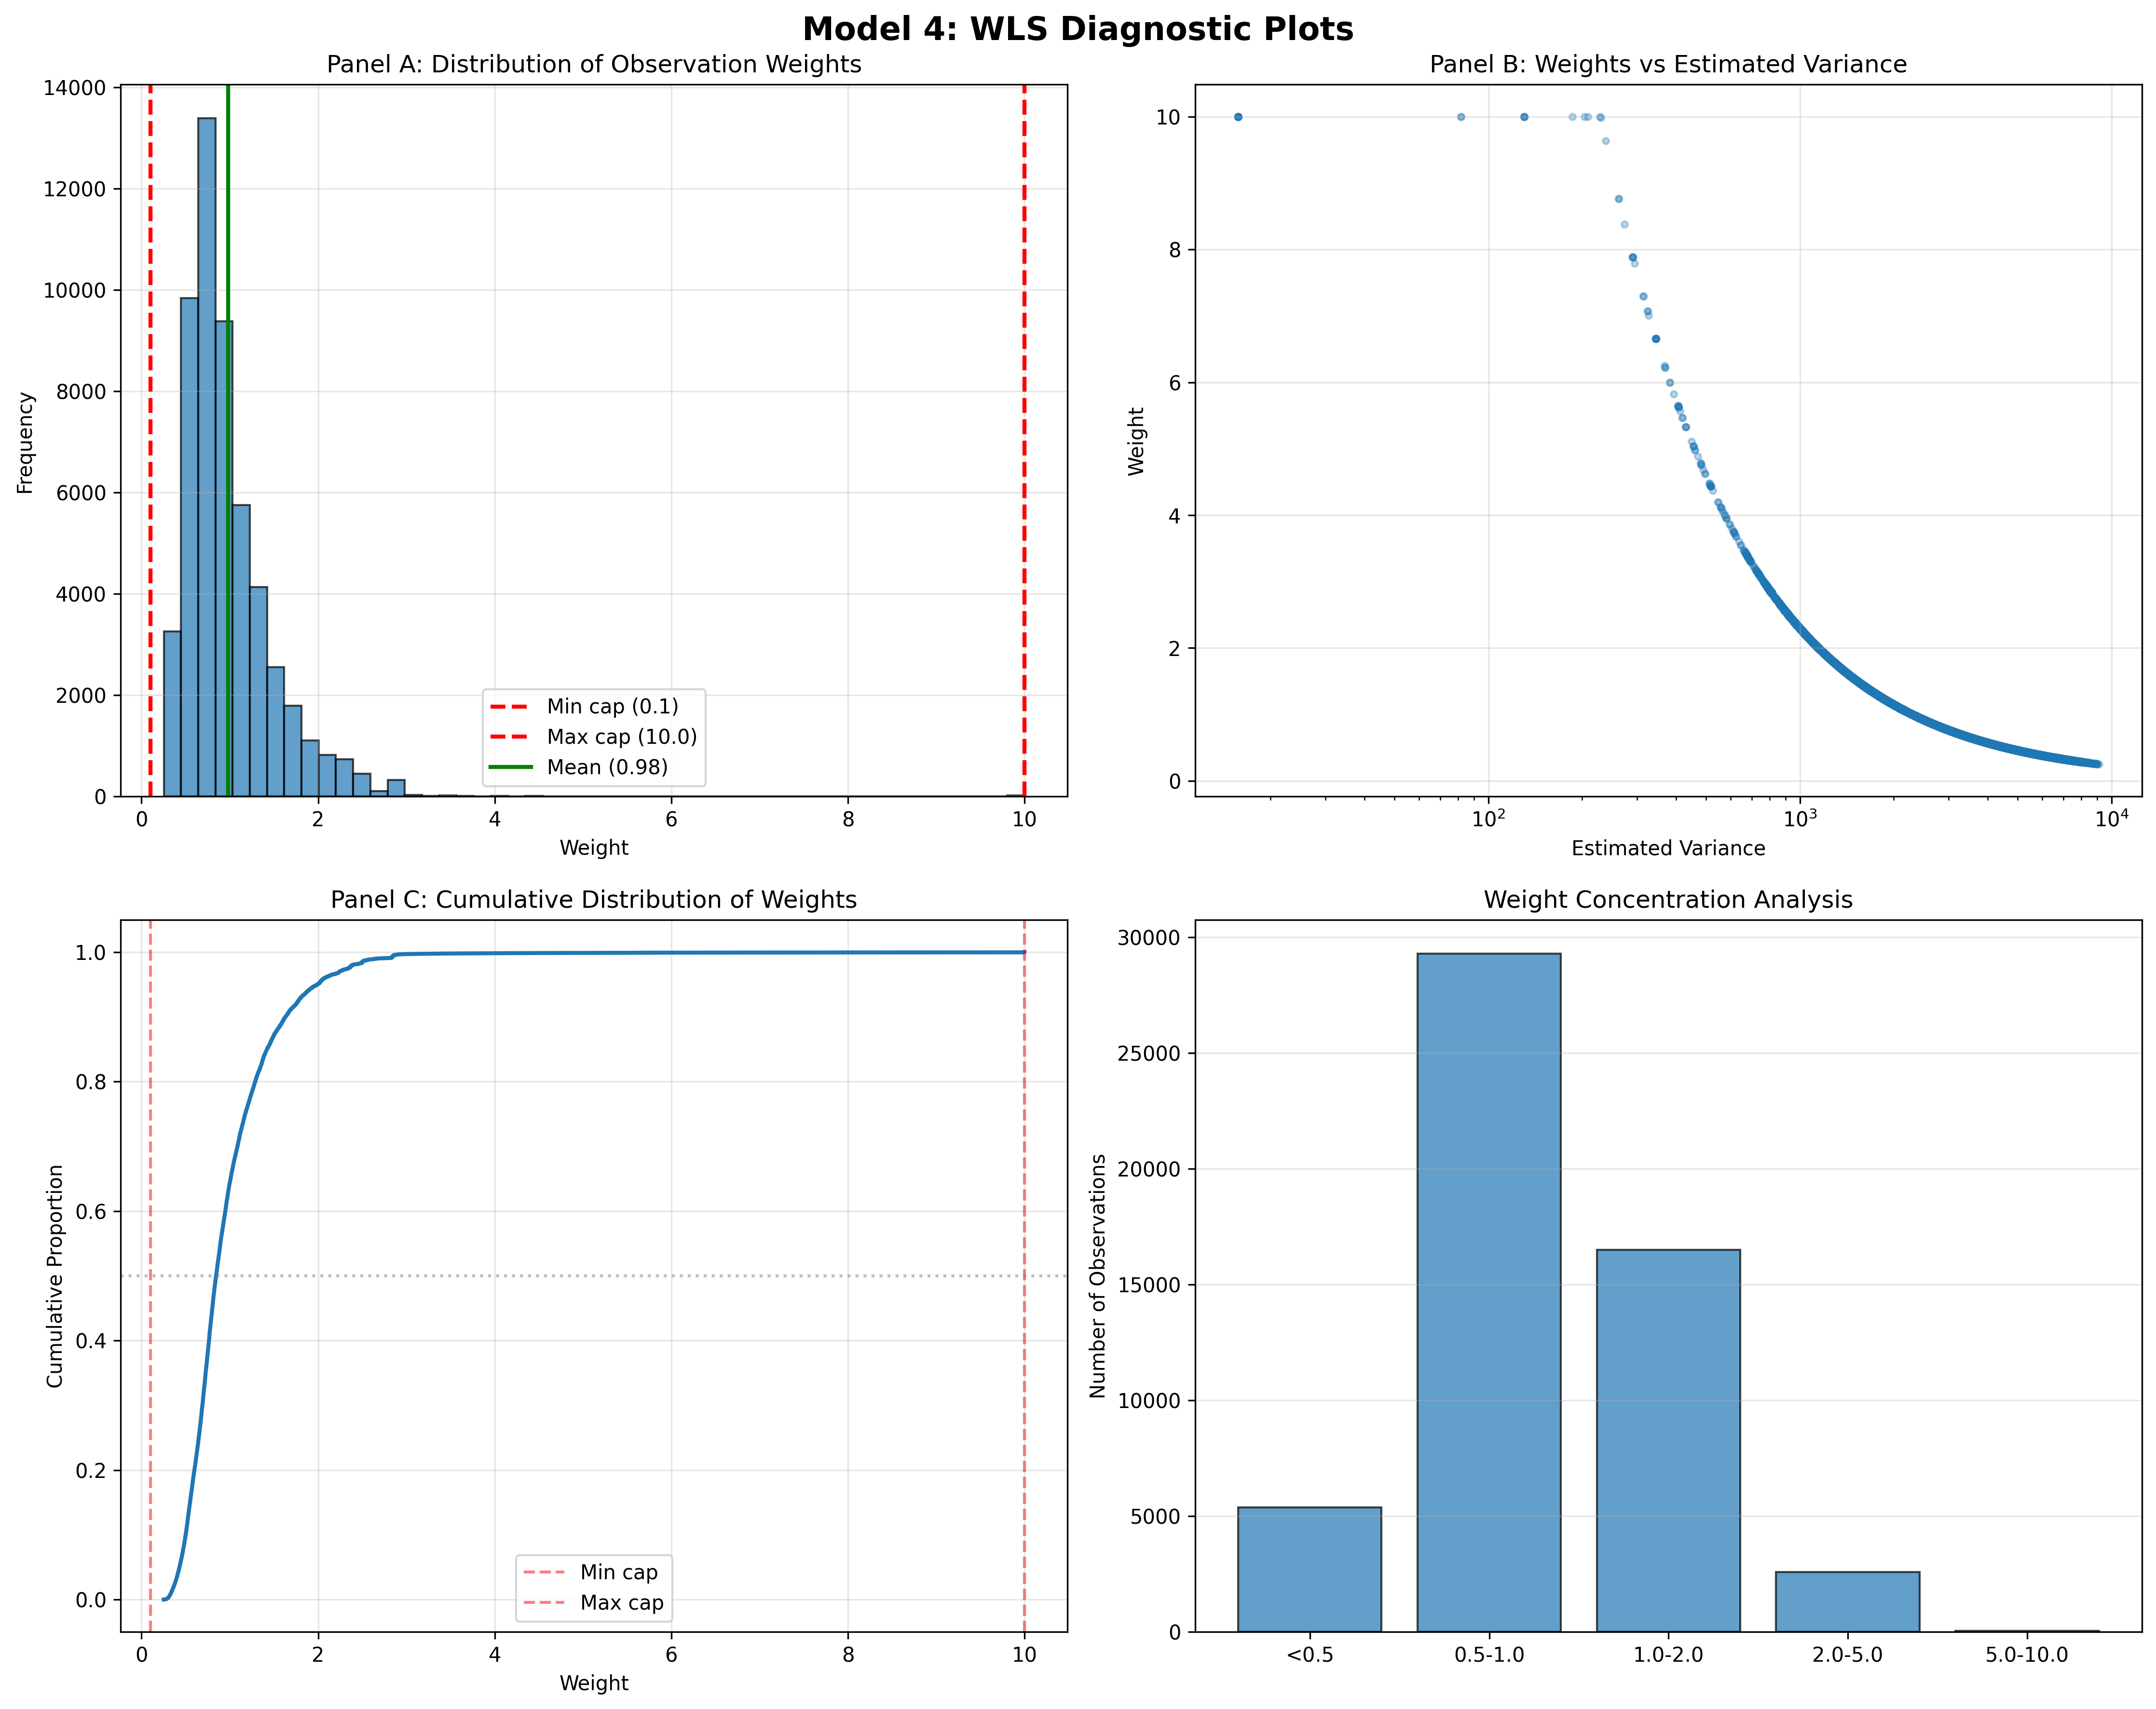 Model 4: WLS Diagnostic Plots
Panel A: Distribution of Observation Weights
14000
12000
10000
8000
6000
4000
2000
0
Frequency
0 2 4 6 8 10
Weight
Min cap (0.1)
Max cap (10.0)
Mean (0.98)
Panel B: Weights vs Estimated Variance
10
8
6
4
2
0
Weight
10² 10³ 10⁴
Estimated Variance
Panel C: Cumulative Distribution of Weights
1.0
0.8
0.6
0.4
0.2
0.0
Cumulative Proportion
0 2 4 6 8 10
Weight
Min cap
Max cap
Weight Concentration Analysis
30000
25000
20000
15000
10000
5000
0
Number of Observations
<0.5 0.5-1.0 1.0-2.0 2.0-5.0 5.0-10.0